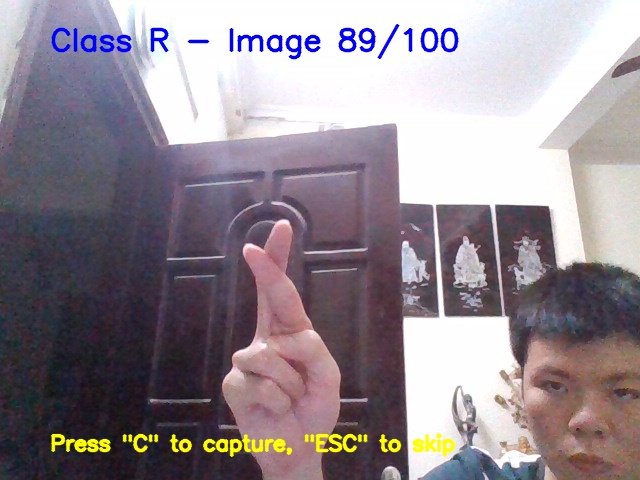 Class R - Image 89/100
Press "C" to capture, "ESC" to skip